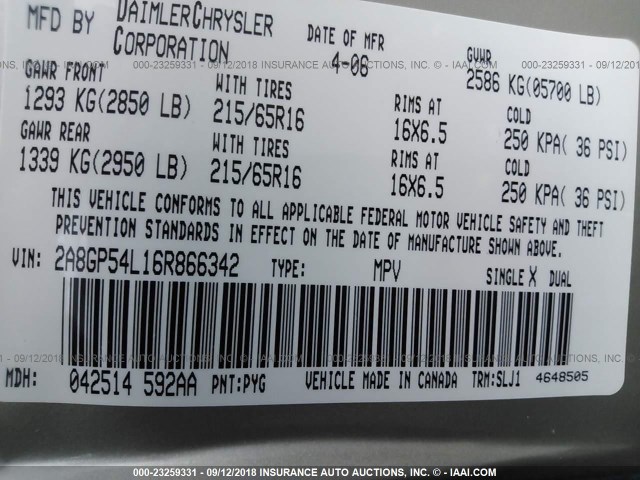 MFD BY DAIMLERCHRYSLER CORPORATION DATE OF MFR 4-06 GVWR 2586 KG(05700 LB)
000-23259331 - 09/12/2018 INSURANCE AUTO AUCTIONS, INC. © - IAAI.COM
GAWR FRONT WITH TIRES RIMS AT COLD
1293 KG(2850 LB) 215/65R16 16X6.5 250 KPA( 36 PSI)
GAWR REAR WITH TIRES RIMS AT COLD
1339 KG(2950 LB) 215/65R16 16X6.5 250 KPA( 36 PSI)
THIS VEHICLE CONFORMS TO ALL APPLICABLE FEDERAL MOTOR VEHICLE SAFETY AND THEFT
PREVENTION STANDARDS IN EFFECT ON THE DATE OF MANUFACTURE SHOWN ABOVE.
VIN: 2A8GP54L16R866342 TYPE: MPV SINGLE X DUAL
MDH: 042514 592AA PNT:PYG VEHICLE MADE IN CANADA TRM:SLJ1 4648505
000-23259331 - 09/12/2018 INSURANCE AUTO AUCTIONS, INC. © - IAAI.COM